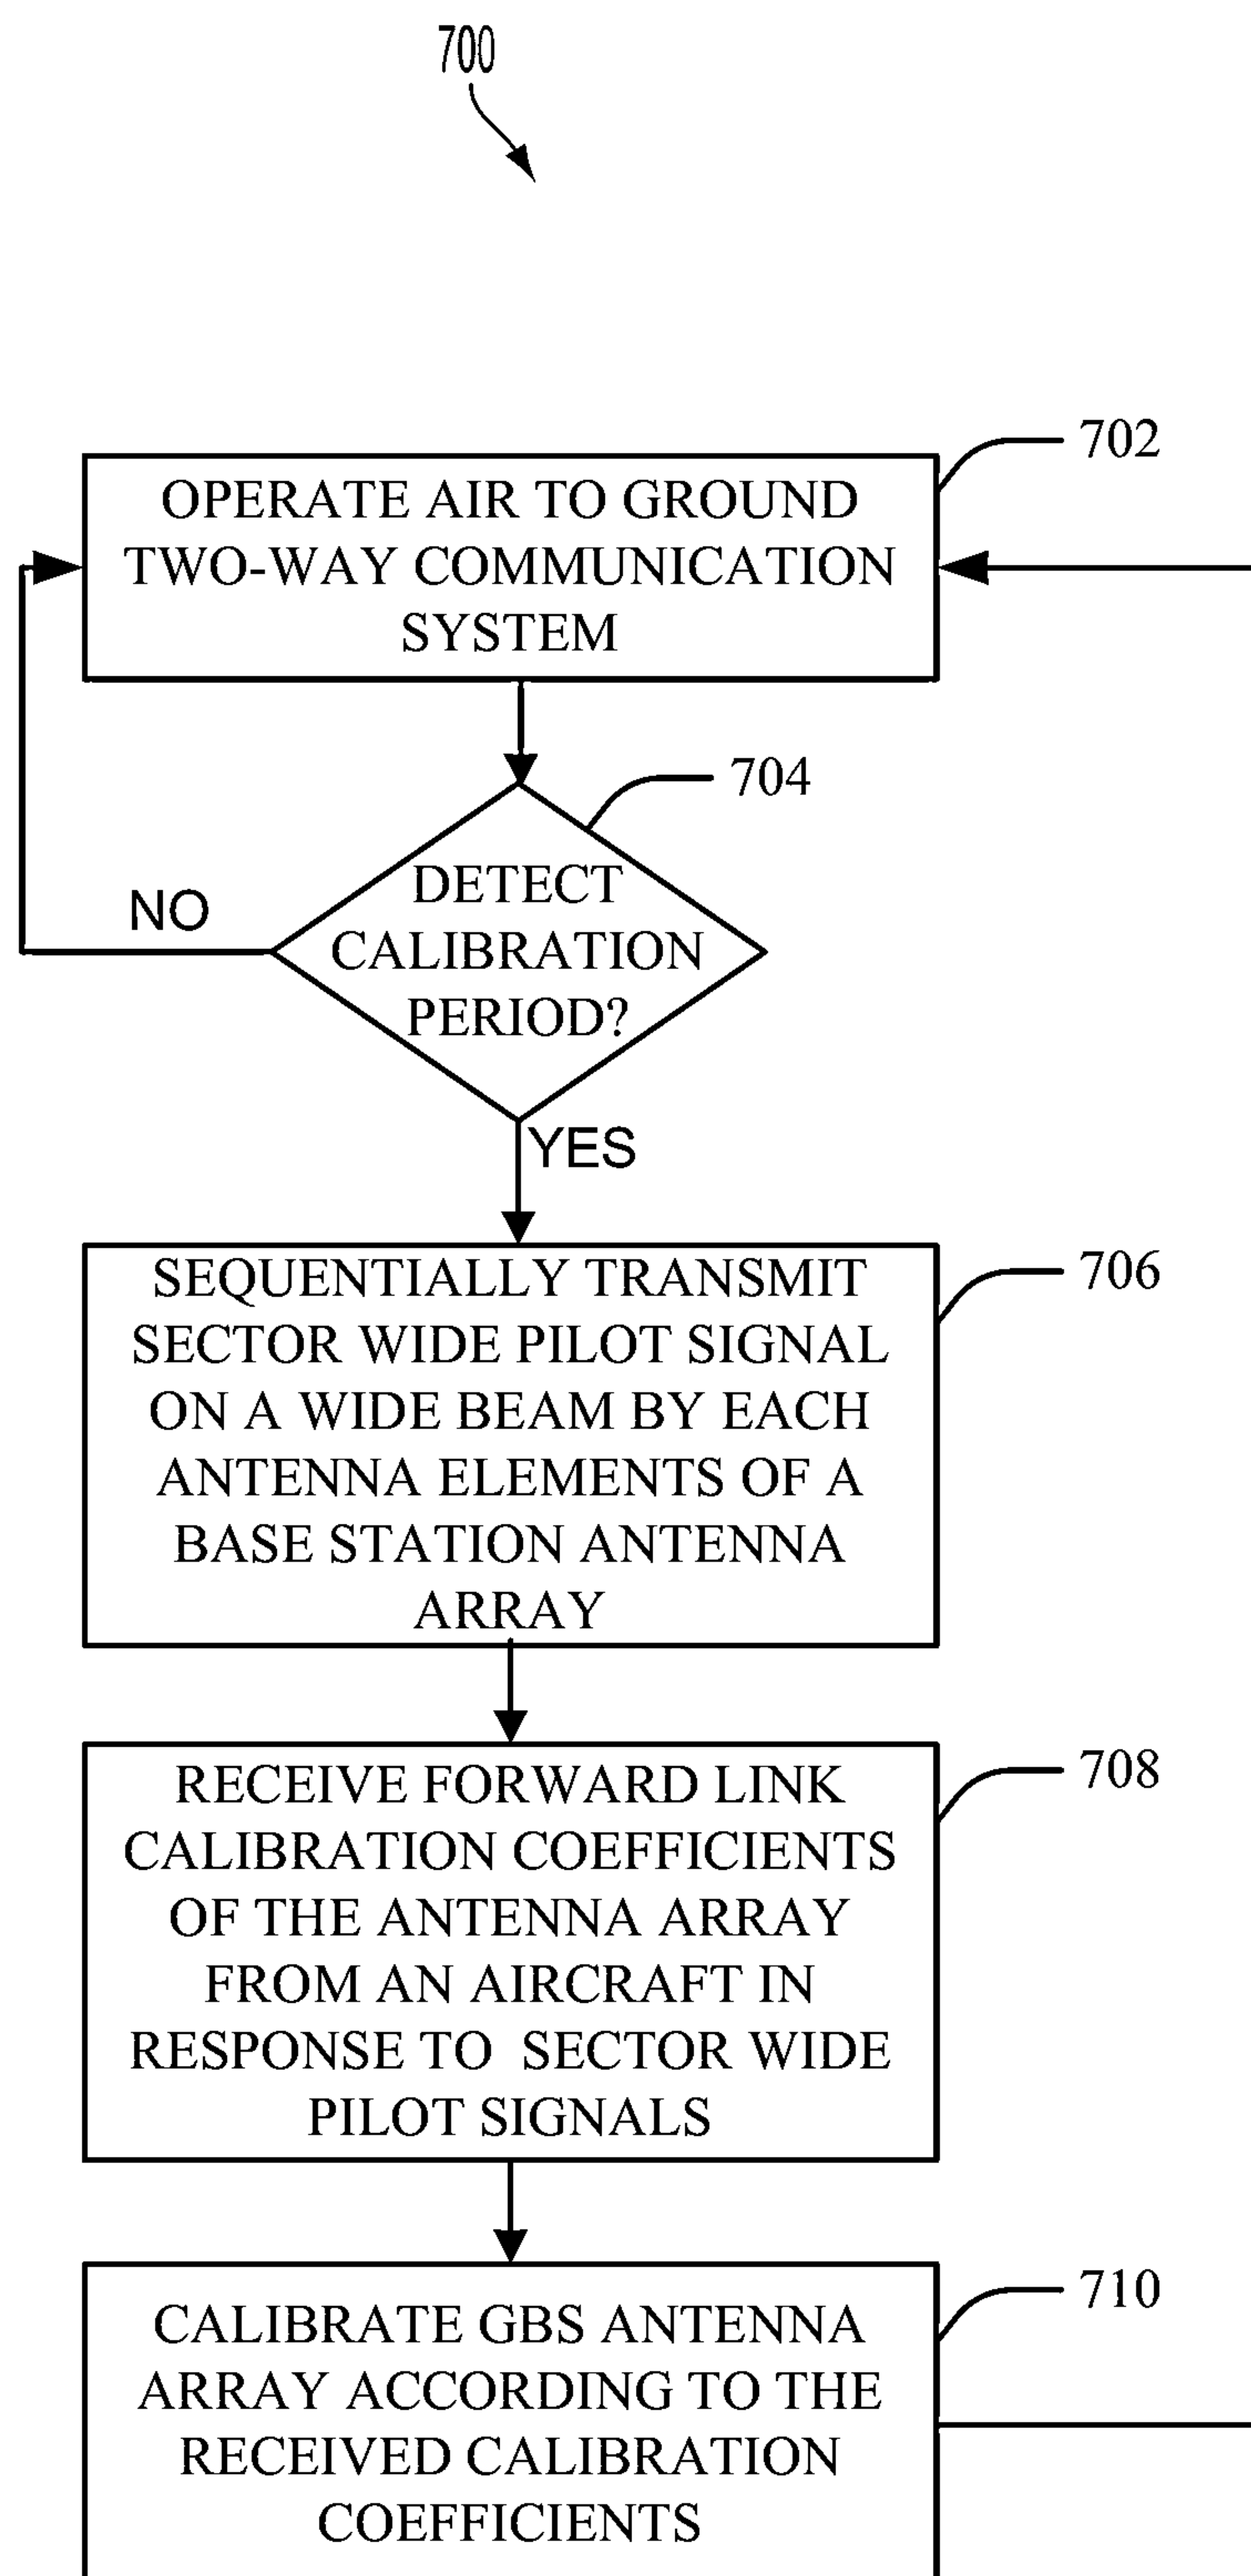 700
702
OPERATE AIR TO GROUND
TWO-WAY COMMUNICATION
SYSTEM
704
DETECT
CALIBRATION
PERIOD?
NO
YES
706
SEQUENTIALLY TRANSMIT
SECTOR WIDE PILOT SIGNAL
ON A WIDE BEAM BY EACH
ANTENNA ELEMENTS OF A
BASE STATION ANTENNA
ARRAY
708
RECEIVE FORWARD LINK
CALIBRATION COEFFICIENTS
OF THE ANTENNA ARRAY
FROM AN AIRCRAFT IN
RESPONSE TO SECTOR WIDE
PILOT SIGNALS
710
CALIBRATE GBS ANTENNA
ARRAY ACCORDING TO THE
RECEIVED CALIBRATION
COEFFICIENTS